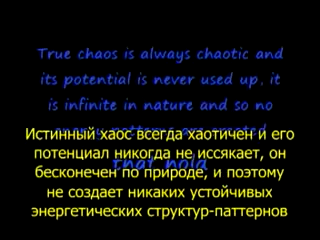 True chaos is always chaotic and
its potential is never used up, it
is infinite in nature and so no
that hold
Истинный хаос всегда хаотичен и его
потенциал никогда не иссякает, он
бесконечен по природе, и поэтому
не создает никаких устойчивых
энергетических структур-паттернов